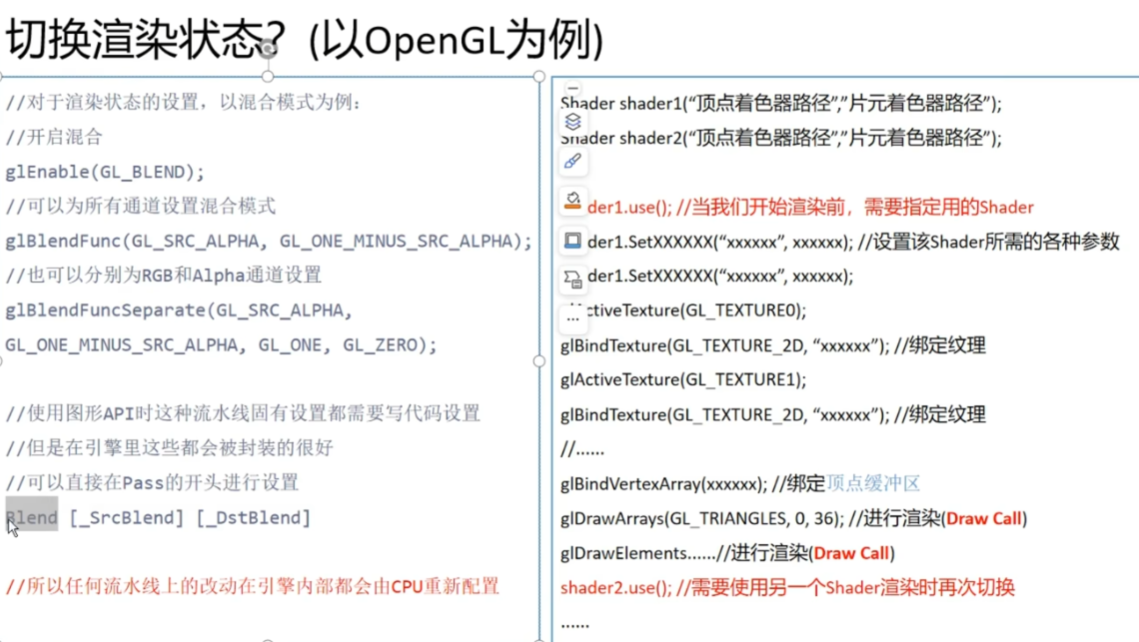 切换渲染状态? (以OpenGL为例)
//对于渲染状态的设置，以混合模式为例：
//开启混合
glEnable(GL_BLEND);
//可以为所有通道设置混合模式
glBlendFunc(GL_SRC_ALPHA, GL_ONE_MINUS_SRC_ALPHA);
//也可以分别为RGB和Alpha通道设置
glBlendFuncSeparate(GL_SRC_ALPHA,
GL_ONE_MINUS_SRC_ALPHA, GL_ONE, GL_ZERO);
//使用图形API时这种流水线固有设置都需要写代码设置
//但是在引擎里这些都会被封装的很好
//可以直接在Pass的开头进行设置
Blend [_SrcBlend] [_DstBlend]
//所以任何流水线上的改动在引擎内部都会由CPU重新配置
Shader shader1(“顶点着色器路径”,”片元着色器路径”);
Shader shader2(“顶点着色器路径”,”片元着色器路径”);
der1.use(); //当我们开始渲染前，需要指定用的Shader
der1.SetXXXXXX(“xxxxxx”, xxxxxx); //设置该Shader所需的各种参数
der1.SetXXXXXX(“xxxxxx”, xxxxxx);
ctiveTexture(GL_TEXTURE0);
glBindTexture(GL_TEXTURE_2D, “xxxxxx”); //绑定纹理
glActiveTexture(GL_TEXTURE1);
glBindTexture(GL_TEXTURE_2D, “xxxxxx”); //绑定纹理
//......
glBindVertexArray(xxxxxx); //绑定顶点缓冲区
glDrawArrays(GL_TRIANGLES, 0, 36); //进行渲染(Draw Call)
glDrawElements......//进行渲染(Draw Call)
shader2.use(); //需要使用另一个Shader渲染时再次切换
......